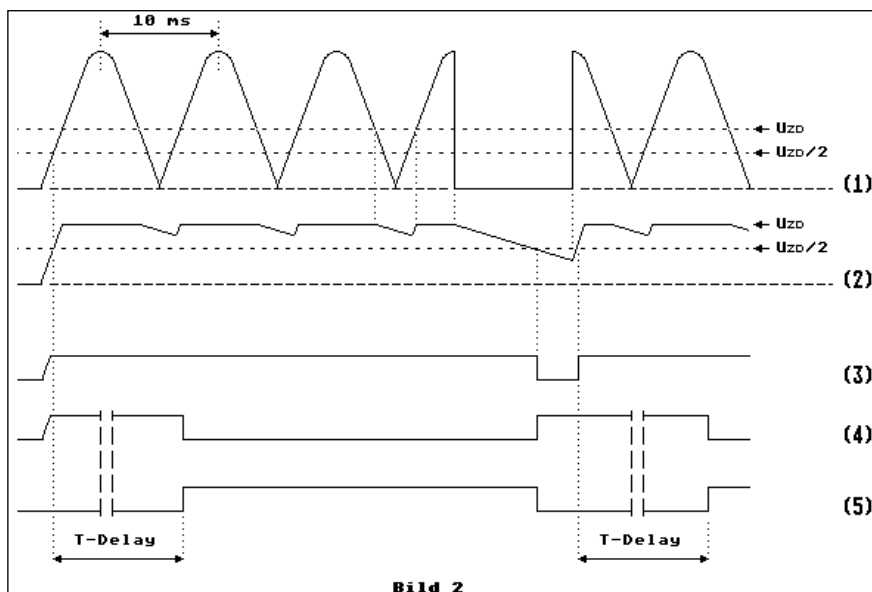 10 ms
UZD
UZD/2
(1)
UZD
UZD/2
(2)
(3)
(4)
(5)
T-Delay
T-Delay
Bild 2